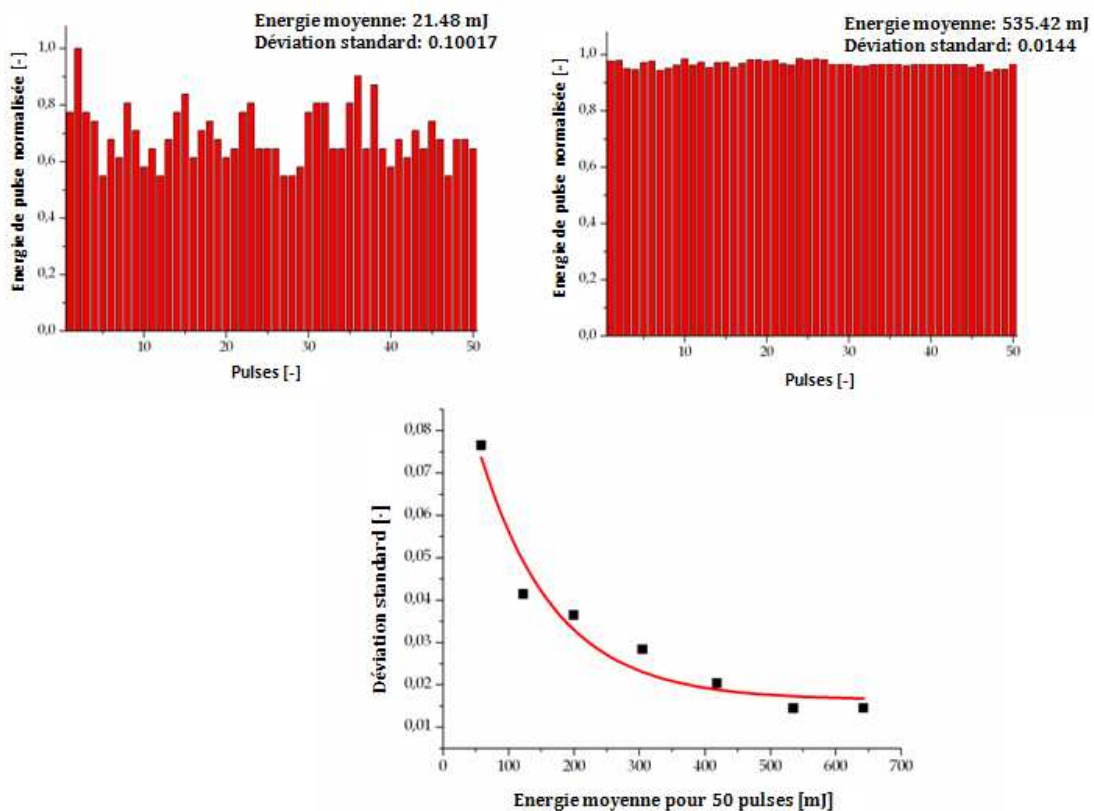 Energie moyenne: 21.48 mJ
Déviation standard: 0.10017
Energie de pulse normalisée [-]
1,0
0,8
0,6
0,4
0,2
0,0
10 20 30 40 50
Pulses [-]
Energie moyenne: 535.42 mJ
Déviation standard: 0.0144
Energie de pulse normalisée [-]
1,0
0,8
0,6
0,4
0,2
0,0
10 20 30 40 50
Pulses [-]
Déviation standard [-]
0,08
0,07
0,06
0,05
0,04
0,03
0,02
0,01
0 100 200 300 400 500 600 700
Energie moyenne pour 50 pulses [mJ]